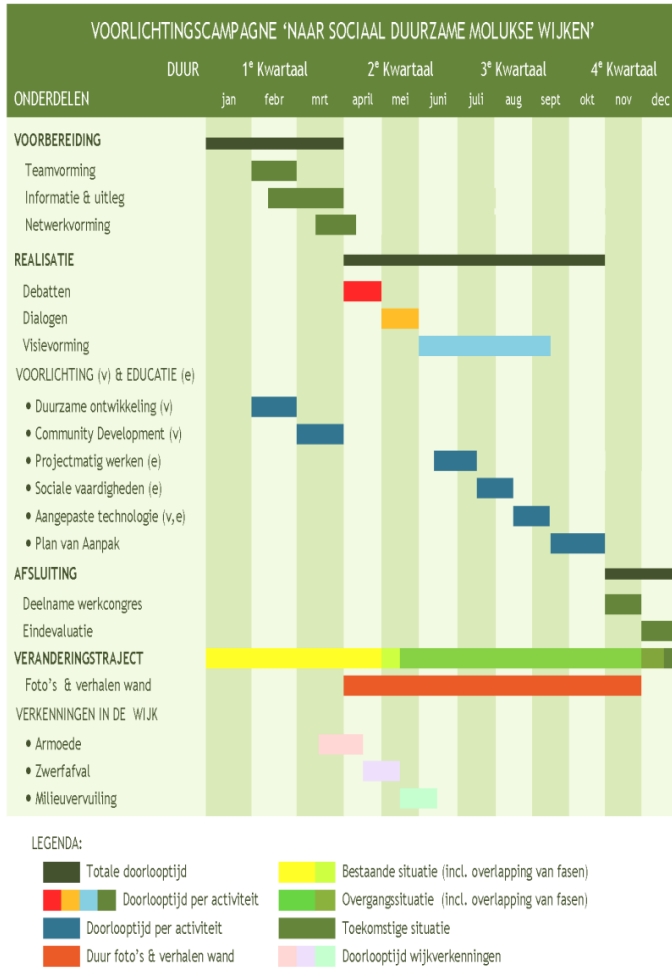 VOORLICHTINGSCAMPAGNE ‘NAAR SOCIAAL DUURZAME MOLUKSE WIJKEN’
DUUR 1e Kwartaal 2e Kwartaal 3e Kwartaal 4e Kwartaal
ONDERDELEN jan febr mrt april mei juni juli aug sept okt nov dec
VOORBEREIDING
Teamvorming
Informatie & uitleg
Netwerkvorming
REALISATIE
Debatten
Dialogen
Visievorming
VOORLICHTING (v) & EDUCATIE (e)
• Duurzame ontwikkeling (v)
• Community Development (v)
• Projectmatig werken (e)
• Sociale vaardigheden (e)
• Aangepaste technologie (v,e)
• Plan van Aanpak
AFSLUITING
Deelname werkcongres
Eindevaluatie
VERANDERINGSTRAJECT
Foto’s & verhalen wand
VERKENNINGEN IN DE WIJK
• Armoede
• Zwerfafval
• Milieuvervuiling
LEGENDA:
Totale doorlooptijd Bestaande situatie (incl. overlapping van fasen)
Doorlooptijd per activiteit Overgangssituatie (incl. overlapping van fasen)
Doorlooptijd per activiteit Toekomstige situatie
Duur foto’s & verhalen wand Doorlooptijd wijkverkenningen